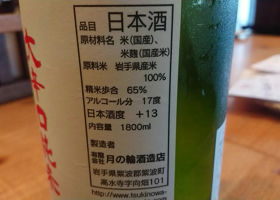 品目 日本酒
原材料名 米(国産)、
米麹(国産米)
原料米 岩手県産米
100%
精米歩合 65%
アルコール分 17度
日本酒度 +13
内容量 1800ml
製造者
有限会社 月の輪酒造店
岩手県紫波郡紫波町
高水寺字向畑101
http://www.tsukinowa-